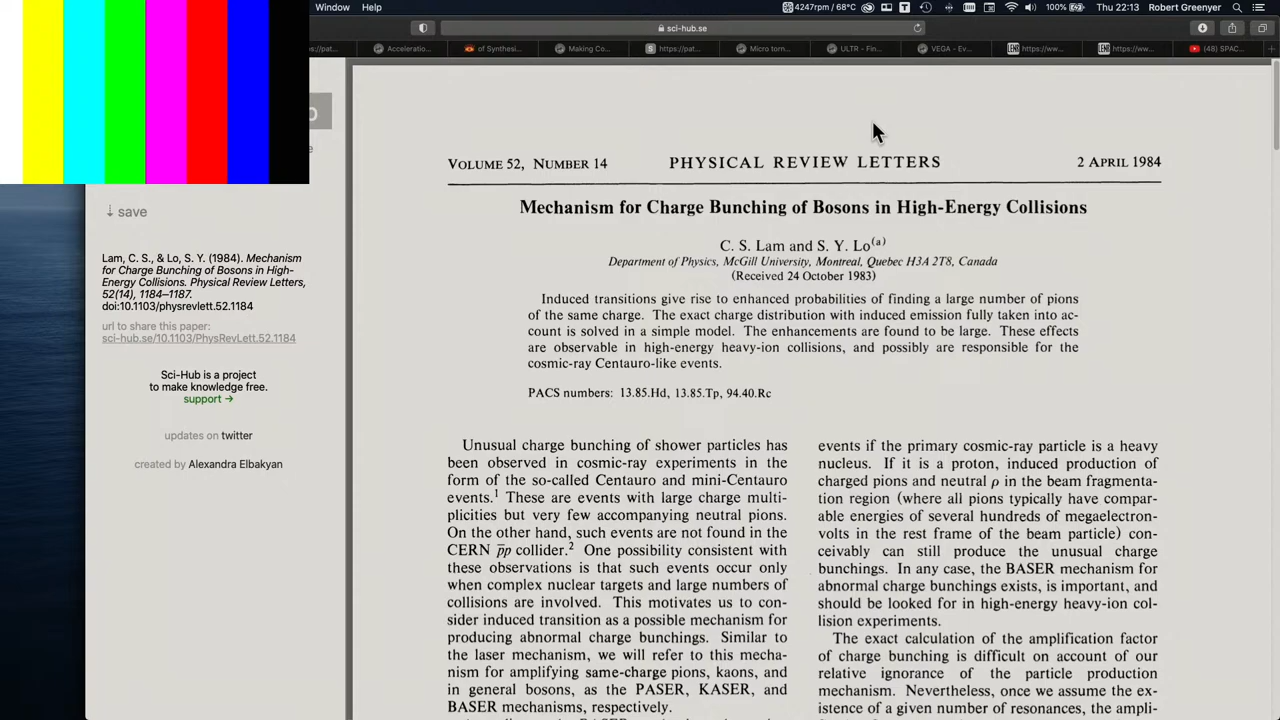 Window Help
4247rpm / 68°C
100%
Thu 22:13
Robert Greenyer
sci-hub.se
https://pat...
Acceleratio...
of Synthesi...
Making Co...
https://pat...
Micro torn...
ULTR - Fin...
VEGA - Ev...
https://ww...
https://ww...
(48) SPAC...
↓ save
Lam, C. S., & Lo, S. Y. (1984). Mechanism
for Charge Bunching of Bosons in High-
Energy Collisions. Physical Review Letters,
52(14), 1184–1187.
doi:10.1103/physrevlett.52.1184
url to share this paper:
sci-hub.se/10.1103/PhysRevLett.52.1184
Sci-Hub is a project
to make knowledge free.
support →
updates on twitter
created by Alexandra Elbakyan
VOLUME 52, NUMBER 14
PHYSICAL REVIEW LETTERS
2 APRIL 1984
Mechanism for Charge Bunching of Bosons in High-Energy Collisions
C. S. Lam and S. Y. Lo(a)
Department of Physics, McGill University, Montreal, Quebec H3A 2T8, Canada
(Received 24 October 1983)
Induced transitions give rise to enhanced probabilities of finding a large number of pions
of the same charge. The exact charge distribution with induced emission fully taken into ac-
count is solved in a simple model. The enhancements are found to be large. These effects
are observable in high-energy heavy-ion collisions, and possibly are responsible for the
cosmic-ray Centauro-like events.
PACS numbers: 13.85.Hd, 13.85.Tp, 94.40.Rc
Unusual charge bunching of shower particles has
been observed in cosmic-ray experiments in the
form of the so-called Centauro and mini-Centauro
events.1 These are events with large charge multi-
plicities but very few accompanying neutral pions.
On the other hand, such events are not found in the
CERN p̄p collider.2 One possibility consistent with
these observations is that such events occur only
when complex nuclear targets and large numbers of
collisions are involved. This motivates us to con-
sider induced transition as a possible mechanism for
producing abnormal charge bunchings. Similar to
the laser mechanism, we will refer to this mecha-
nism for amplifying same-charge pions, kaons, and
in general bosons, as the PASER, KASER, and
BASER mechanisms, respectively.
events if the primary cosmic-ray particle is a heavy
nucleus. If it is a proton, induced production of
charged pions and neutral ρ in the beam fragmenta-
tion region (where all pions typically have compar-
able energies of several hundreds of megaelectron-
volts in the rest frame of the beam particle) con-
ceivably can still produce the unusual charge
bunchings. In any case, the BASER mechanism for
abnormal charge bunchings exists, is important, and
should be looked for in high-energy heavy-ion col-
lision experiments.
The exact calculation of the amplification factor
of charge bunching is difficult on account of our
relative ignorance of the particle production
mechanism. Nevertheless, once we assume the ex-
istence of a given number of resonances, the ampli-